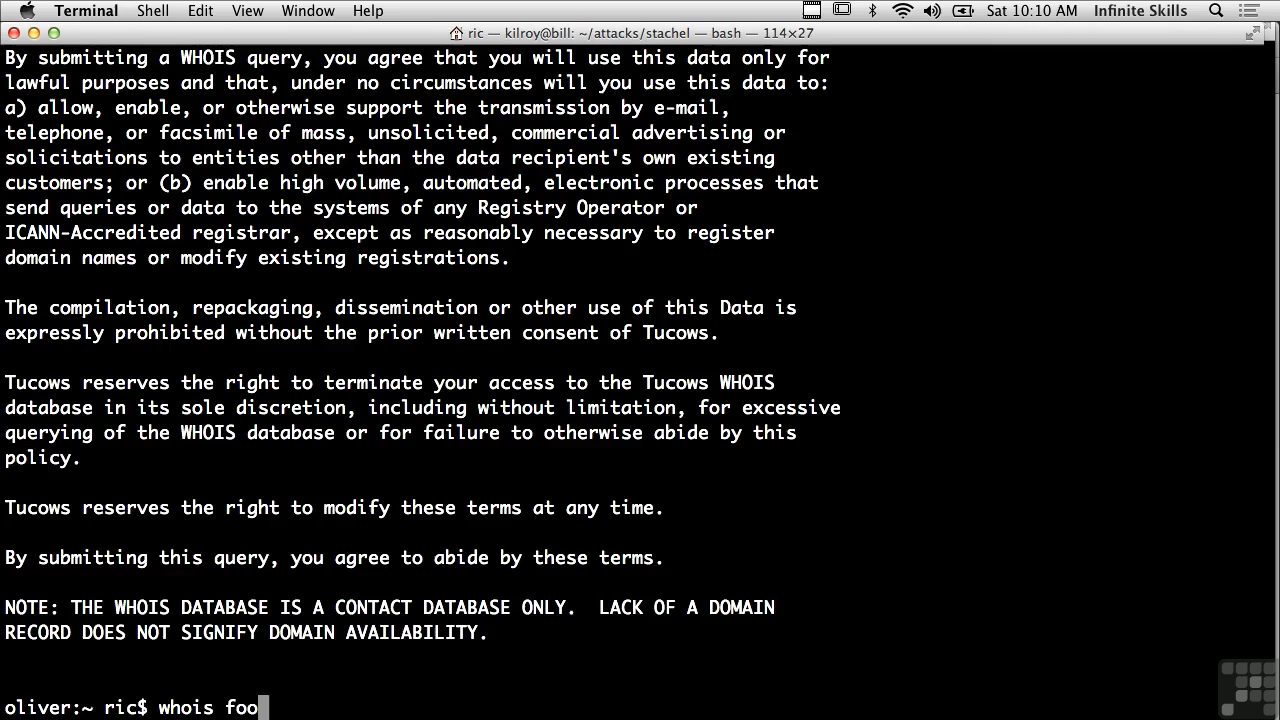 Terminal Shell Edit View Window Help Sat 10:10 AM Infinite Skills
ric — kilroy@bill: ~/attacks/stachel — bash — 114×27
By submitting a WHOIS query, you agree that you will use this data only for
lawful purposes and that, under no circumstances will you use this data to:
a) allow, enable, or otherwise support the transmission by e-mail,
telephone, or facsimile of mass, unsolicited, commercial advertising or
solicitations to entities other than the data recipient's own existing
customers; or (b) enable high volume, automated, electronic processes that
send queries or data to the systems of any Registry Operator or
ICANN-Accredited registrar, except as reasonably necessary to register
domain names or modify existing registrations.
The compilation, repackaging, dissemination or other use of this Data is
expressly prohibited without the prior written consent of Tucows.
Tucows reserves the right to terminate your access to the Tucows WHOIS
database in its sole discretion, including without limitation, for excessive
querying of the WHOIS database or for failure to otherwise abide by this
policy.
Tucows reserves the right to modify these terms at any time.
By submitting this query, you agree to abide by these terms.
NOTE: THE WHOIS DATABASE IS A CONTACT DATABASE ONLY.  LACK OF A DOMAIN
RECORD DOES NOT SIGNIFY DOMAIN AVAILABILITY.
oliver:~ ric$ whois foo